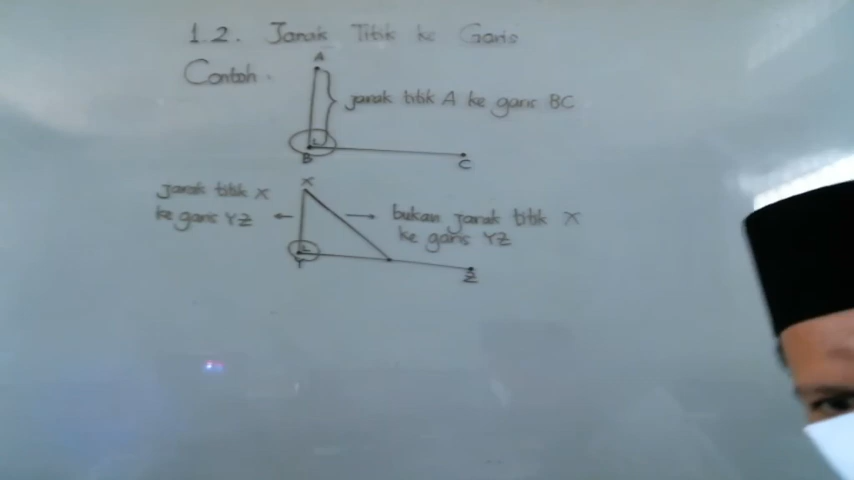 1.2. Jarak Titik ke Garis
Contoh.
A
jarak titik A ke garis BC
B
C
X
jarak titik X
ke garis YZ
bukan jarak titik X
ke garis YZ
Y
Z